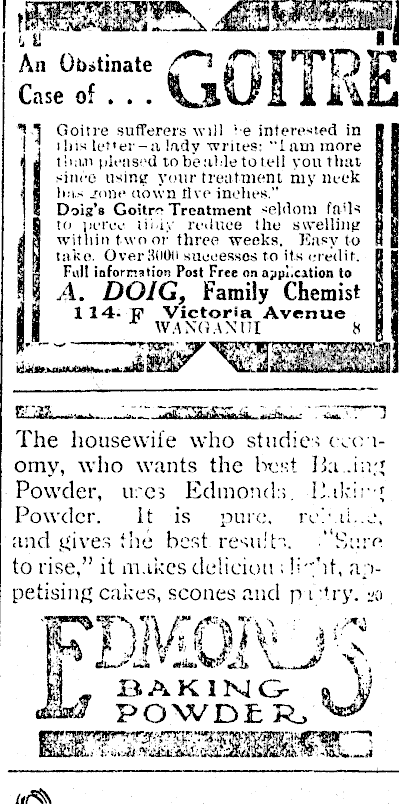 An Obstinate
Case of . . . GOITRE
Goitre sufferers will be interested in
this letter—a lady writes: "I am more
than pleased to be able to tell you that
since using your treatment my neck
has gone down five inches."
Doig's Goitre Treatment seldom fails
to perceptibly reduce the swelling
within two or three weeks. Easy to
take. Over 3000 successes to its credit.
Full information Post Free on application to
A. DOIG, Family Chemist
114. F Victoria Avenue
WANGANUI 8
The housewife who studies econ-
omy, who wants the best Baking
Powder, uses Edmonds Baking
Powder. It is pure, reliable,
and gives the best results. "Sure
to rise," it makes delicious light, ap-
petising cakes, scones and pastry. 20
EDMONDS
BAKING
POWDER.